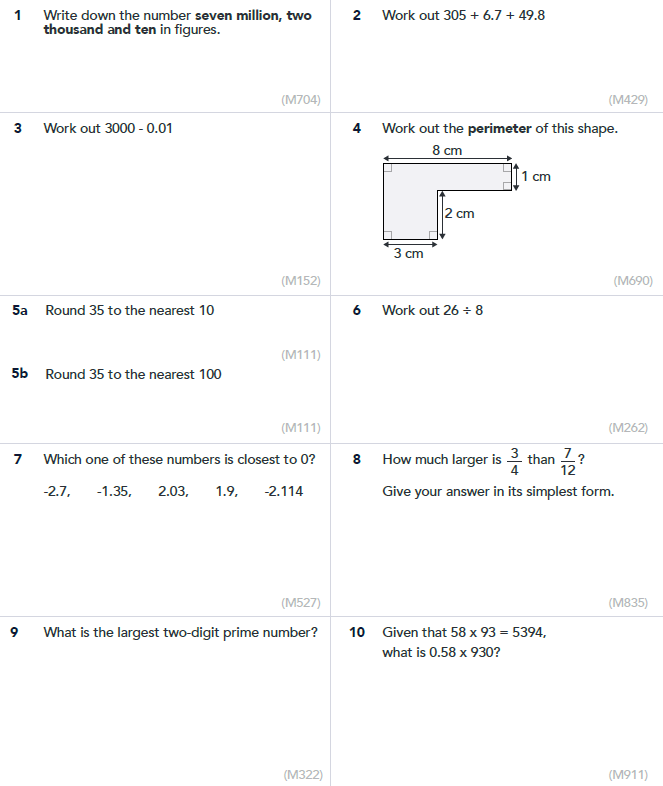 1 Write down the number seven million, two
thousand and ten in figures.
(M704)
2 Work out 305 + 6.7 + 49.8
(M429)
3 Work out 3000 - 0.01
(M152)
4 Work out the perimeter of this shape.
8 cm
1 cm
2 cm
3 cm
(M690)
5a Round 35 to the nearest 10
(M111)
5b Round 35 to the nearest 100
(M111)
6 Work out 26 ÷ 8
(M262)
7 Which one of these numbers is closest to 0?
-2.7, -1.35, 2.03, 1.9, -2.114
(M527)
8 How much larger is 3/4 than 7/12?
Give your answer in its simplest form.
(M835)
9 What is the largest two-digit prime number?
(M322)
10 Given that 58 x 93 = 5394,
what is 0.58 x 930?
(M911)